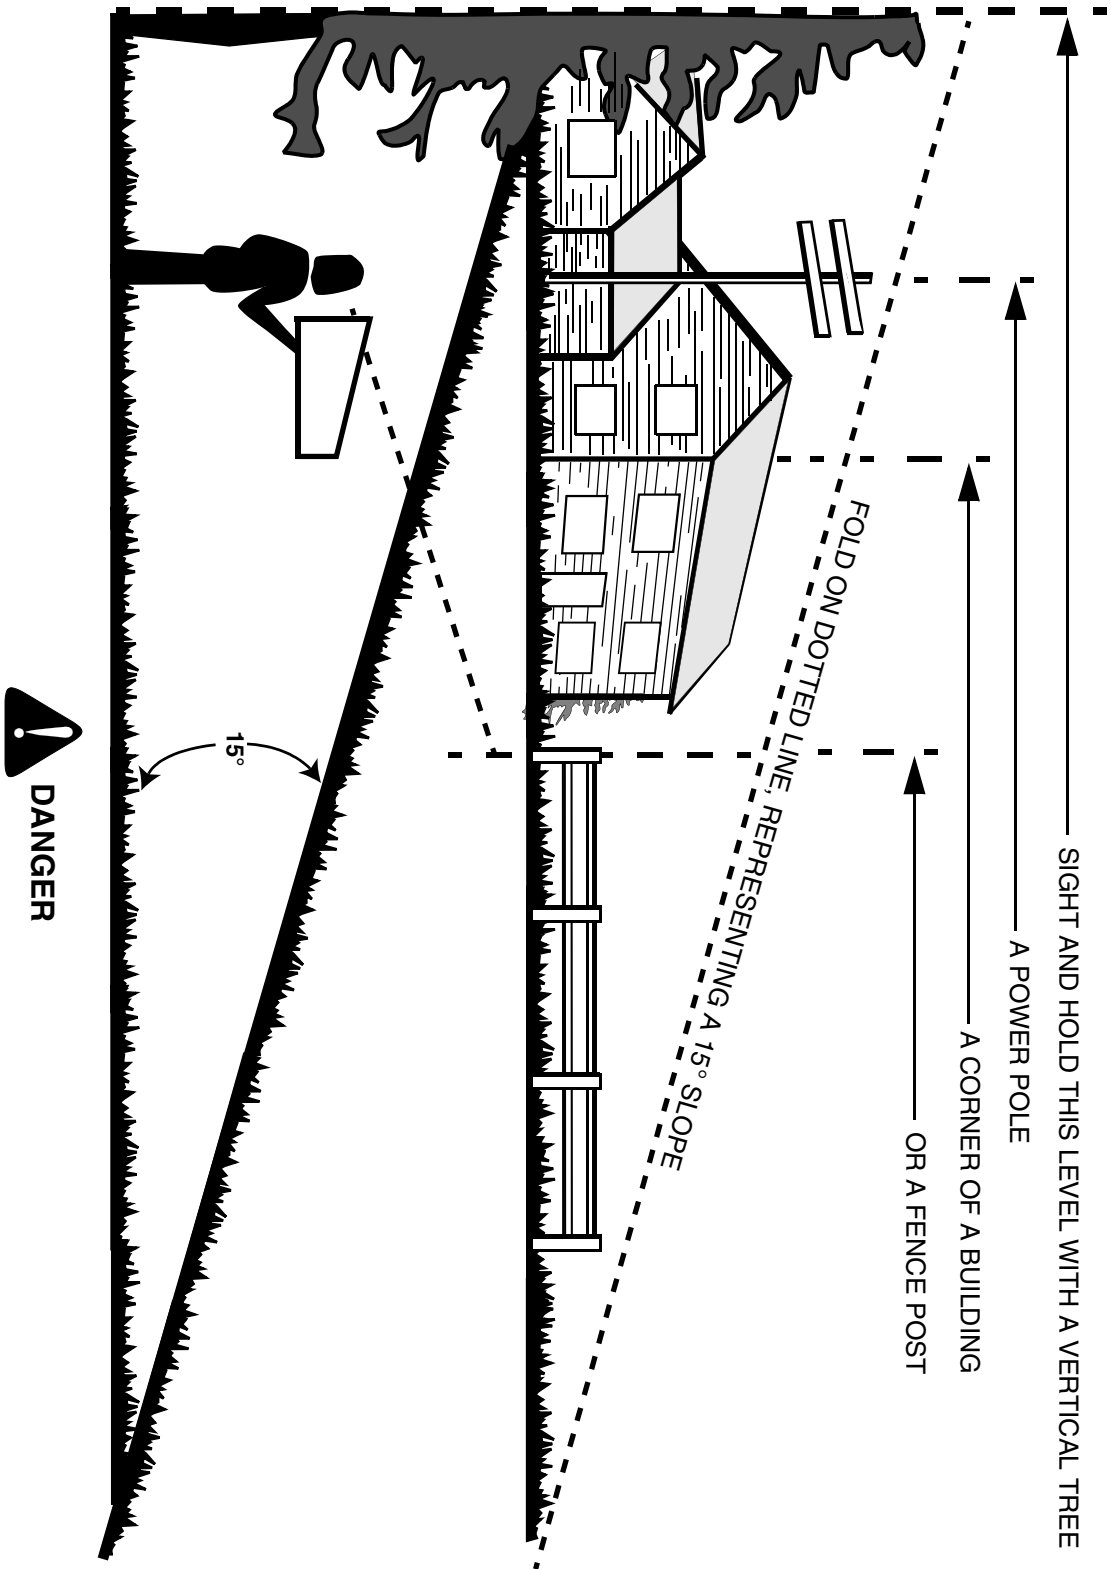 SIGHT AND HOLD THIS LEVEL WITH A VERTICAL TREE
A POWER POLE
A CORNER OF A BUILDING
OR A FENCE POST
FOLD ON DOTTED LINE, REPRESENTING A 15° SLOPE
15°
DANGER